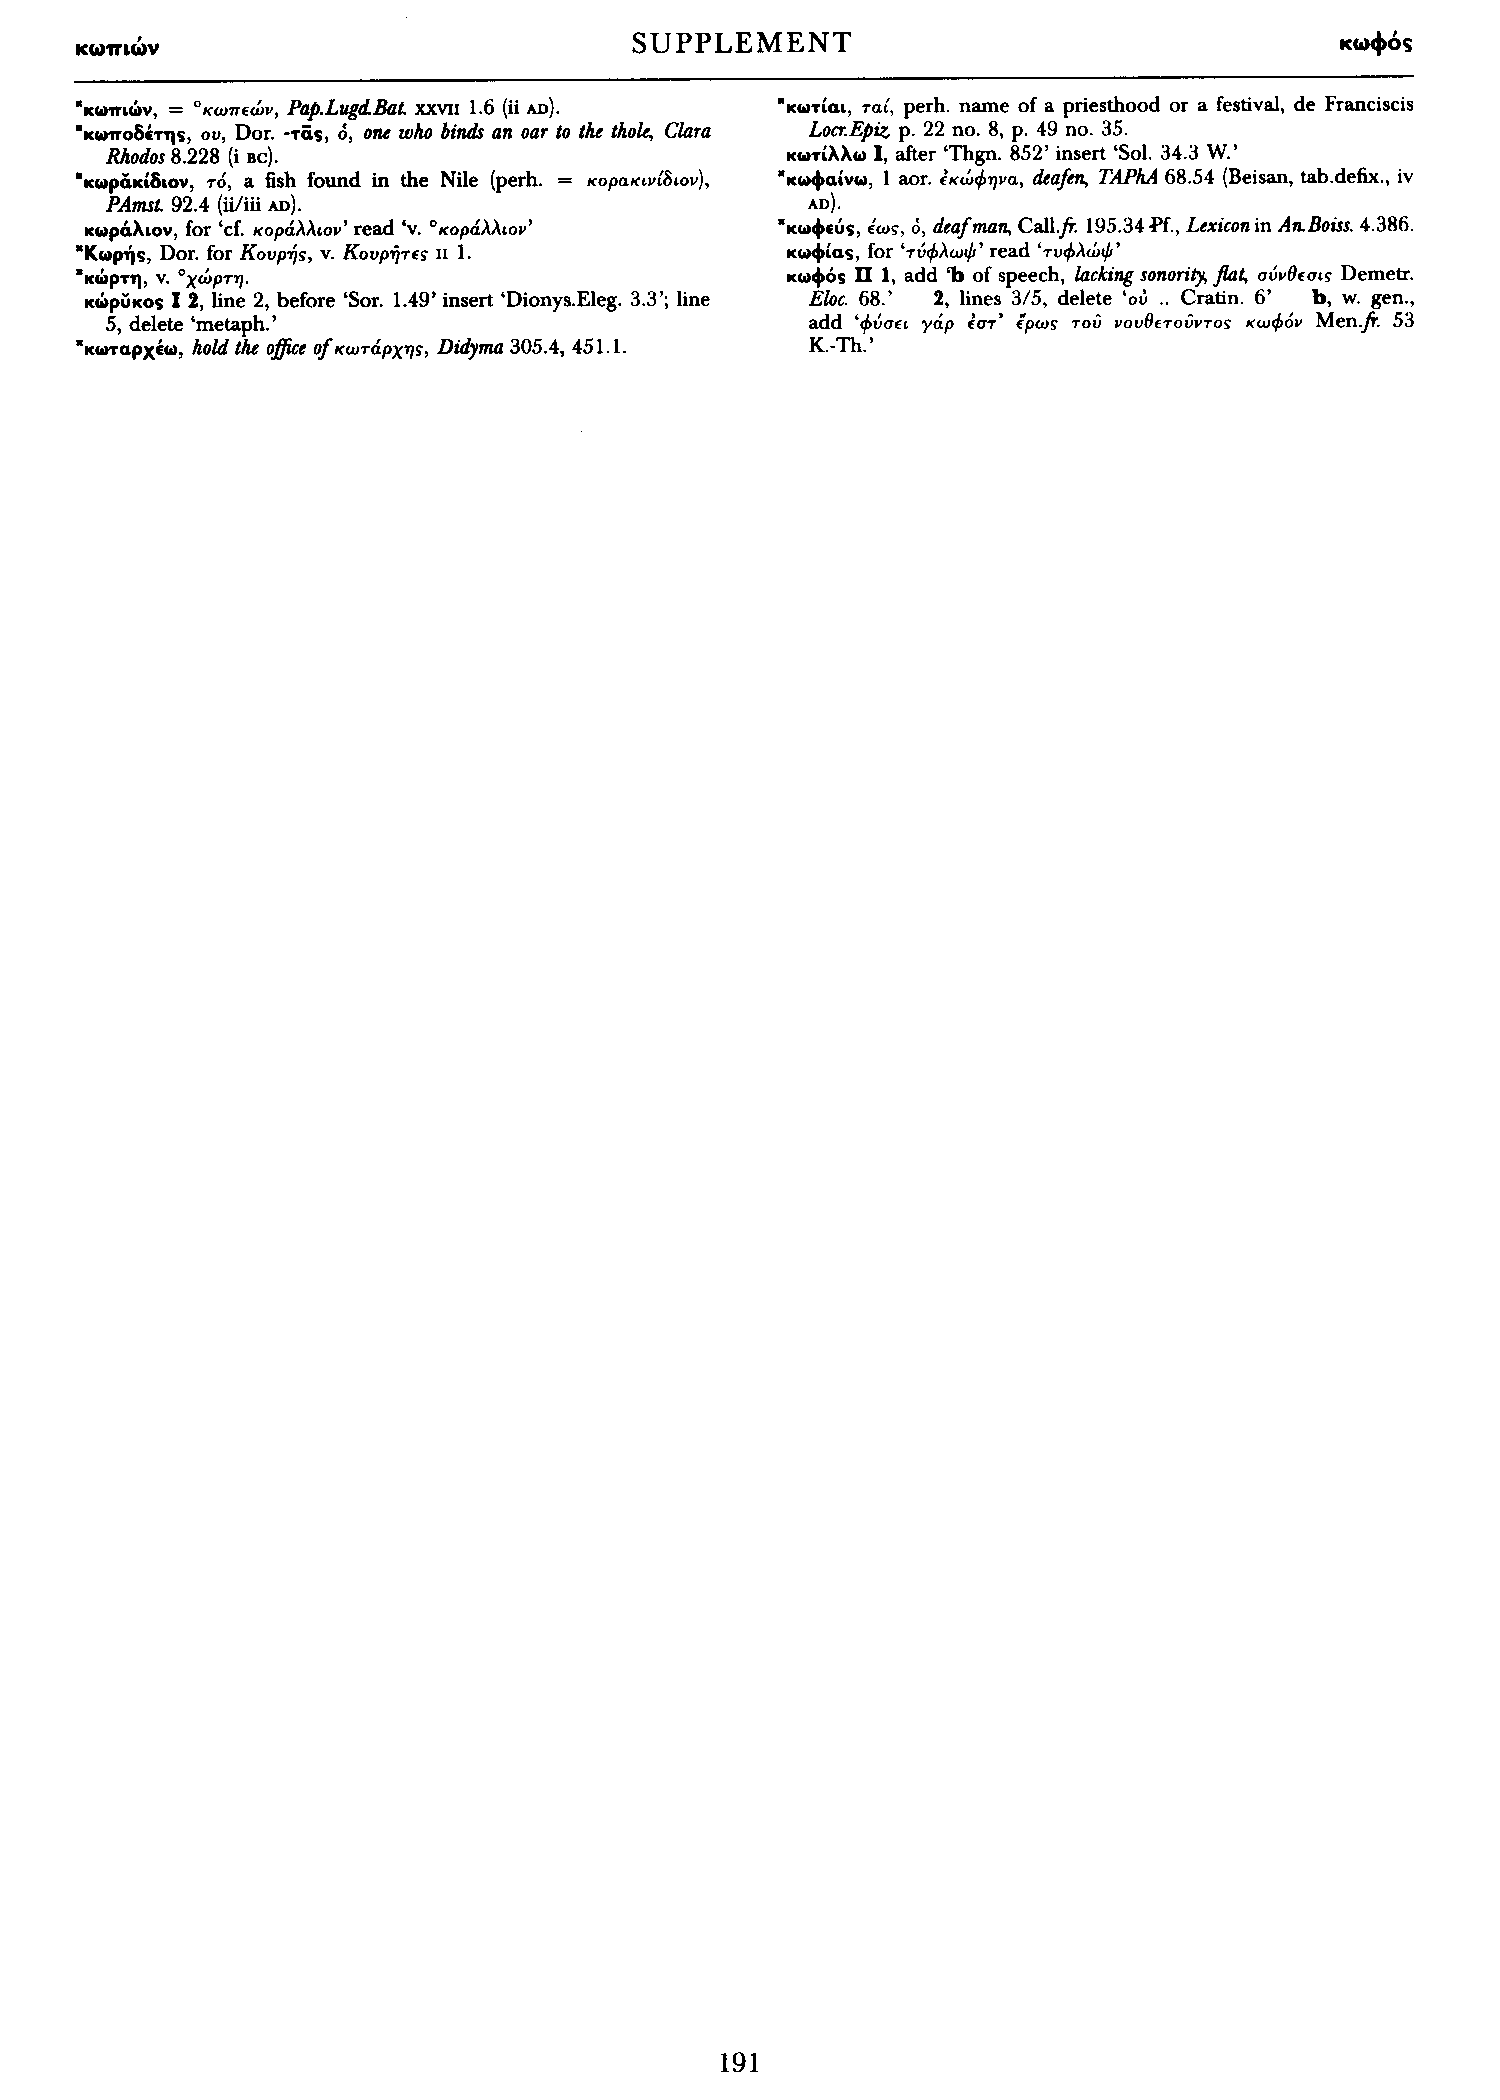 κωπιών
SUPPLEMENT
κωφός
*κωπιών, = °κωπεών, Pap.Lugd.Bat. XXVII 1.6 (ii AD).
*κωποδέτης, ου, Dor. -τᾱς, ὁ, one who binds an oar to the thole, Clara
Rhodos 8.228 (i BC).
*κωρᾰκίδιον, τό, a fish found in the Nile (perh. = κορακινίδιον),
PAmst. 92.4 (ii/iii AD).
κωράλιον, for ‘cf. κοράλλιον’ read ‘v. °κοράλλιον’
*Κωρής, Dor. for Κουρής, v. Κουρῆτες II 1.
*κώρτη, v. °χώρτη.
κώρῠκος I 2, line 2, before ‘Sor. 1.49’ insert ‘Dionys.Eleg. 3.3’; line
5, delete ‘metaph.’
*κωταρχέω, hold the office of κωτάρχης, Didyma 305.4, 451.1.
*κωτίαι, ταί, perh. name of a priesthood or a festival, de Franciscis
Locr.Epiz. p. 22 no. 8, p. 49 no. 35.
κωτίλλω I, after ‘Thgn. 852’ insert ‘Sol. 34.3 W.’
*κωφαίνω, 1 aor. ἐκώφηνα, deafen, TAPhA 68.54 (Beisan, tab.defix., iv
AD).
*κωφεύς, έως, ὁ, deaf man, Call.fr. 195.34 Pf., Lexicon in An.Boiss. 4.386.
κωφίας, for ‘τύφλωψ’ read ‘τυφλώψ’
κωφός II 1, add ‘b of speech, lacking sonority, flat, σύνθεσις Demetr.
Eloc. 68.’ 2, lines 3/5, delete ‘οὐ .. Cratin. 6’ b, w. gen.,
add ‘φύσει γάρ ἐστ’ ἔρως τοῦ νουθετοῦντος κωφόν Men.fr. 53
K.-Th.’
191